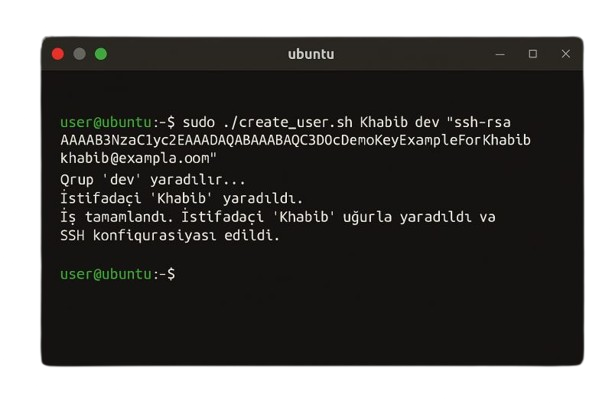 ubuntu
user@ubuntu:~$ sudo ./create_user.sh Khabib dev "ssh-rsa
AAAAB3NzaC1yc2EAAADAQABAAABAQC3DOcDemoKeyExampleForKhabib
khabib@exampla.oom"
Qrup 'dev' yaradılır...
İstifadaçi 'Khabib' yaradıldı.
İş tamamlandı. İstifadaçi 'Khabib' uğurla yaradıldı va
SSH konfiqurasiyası edildi.
user@ubuntu:~$